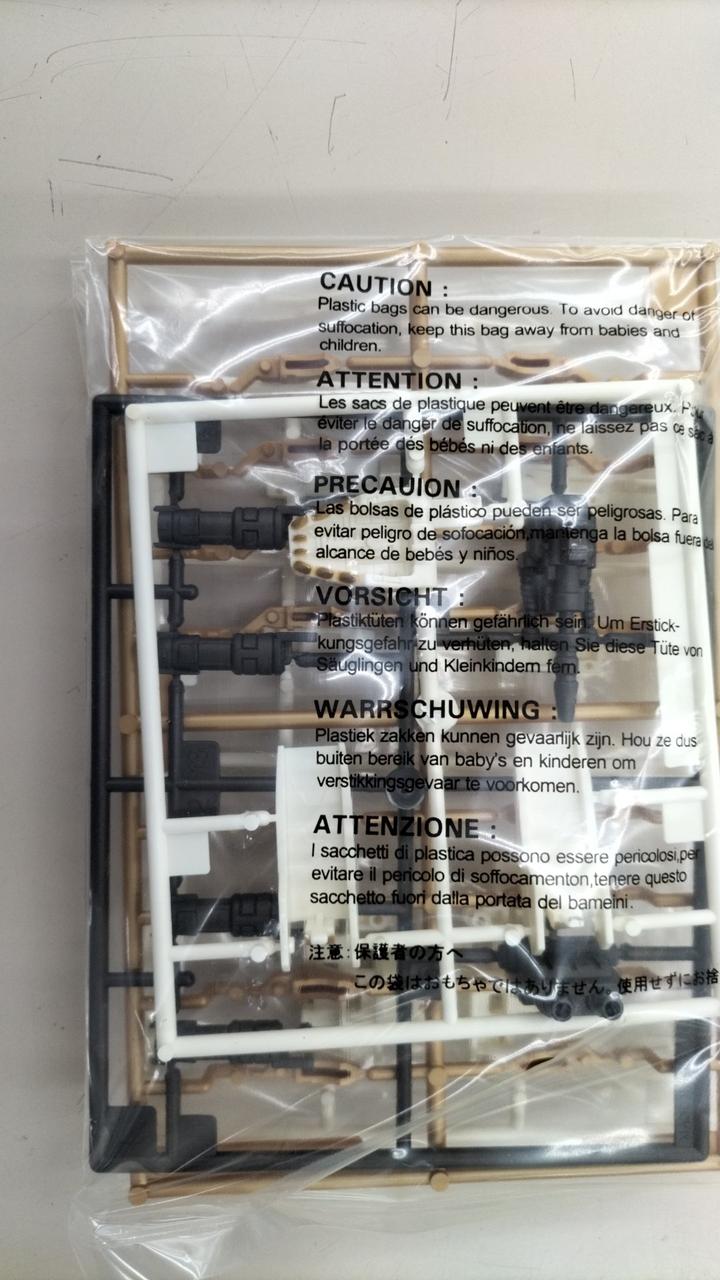 CAUTION :
Plastic bags can be dangerous. To avoid danger of
suffocation, keep this bag away from babies and
children.
ATTENTION :
Les sacs de plastique peuvent être dangereux. Pour
éviter le danger de suffocation, ne laissez pas ce sac à
la portée dés bébés ni des enfants.
PRECAUION :
Las bolsas de plástico pueden ser peligrosas. Para
evitar peligro de sofocación,mantenga la bolsa fuera del
alcance de bebés y niños.
VORSICHT :
Plastiktüten können gefährlich sein. Um Erstick-
kungsgefahr zu verhüten, halten Sie diese Tüte von
Säuglingen und Kleinkindern fern.
WARRSCHUWING :
Plastiek zakken kunnen gevaarlijk zijn. Hou ze dus
buiten bereik van baby's en kinderen om
verstikkingsgevaar te voorkomen.
ATTENZIONE :
I sacchetti di plastica possono essere pericolosi,per
evitare il pericolo di soffocamenton,tenere questo
sacchetto fuori dalla portata del bameini.
注意:保護者の方へ
この袋はおもちゃではありません。使用せずにお捨